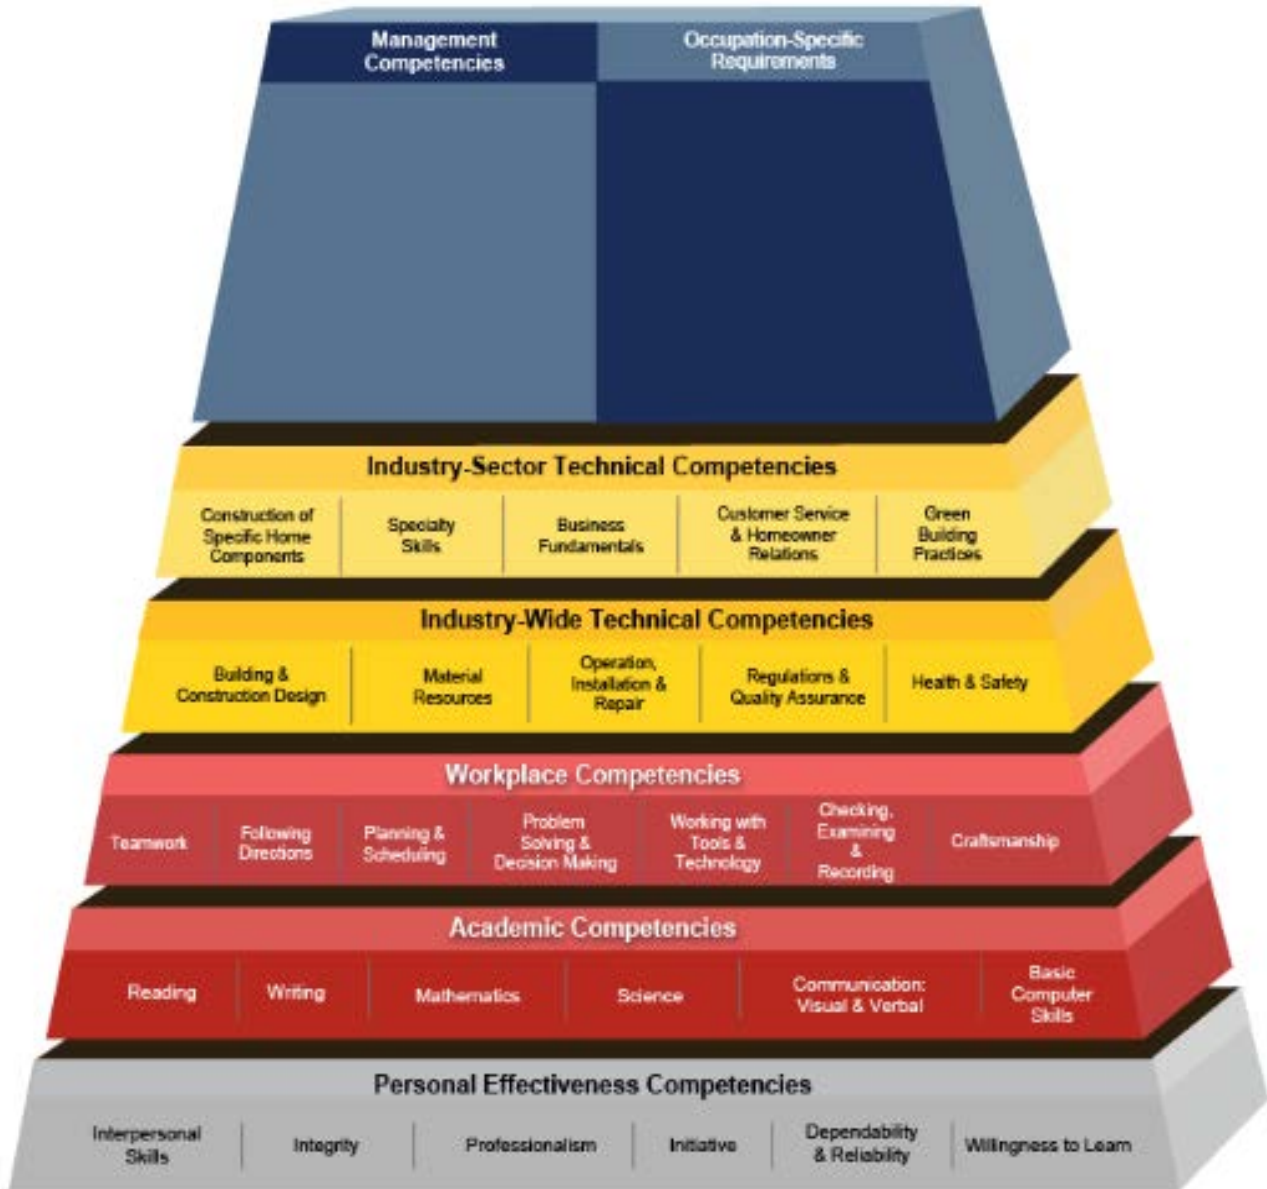 Management
Competencies
Occupation-Specific
Requirements
Industry-Sector Technical Competencies
Construction of
Specific Home
Components
Specialty
Skills
Business
Fundamentals
Customer Service
& Homeowner
Relations
Green
Building
Practices
Industry-Wide Technical Competencies
Building &
Construction Design
Material
Resources
Operation,
Installation &
Repair
Regulations &
Quality Assurance
Health & Safety
Workplace Competencies
Teamwork
Following
Directions
Planning &
Scheduling
Problem
Solving &
Decision Making
Working with
Tools &
Technology
Checking,
Examining
&
Recording
Craftsmanship
Academic Competencies
Reading
Writing
Mathematics
Science
Communication:
Visual & Verbal
Basic
Computer
Skills
Personal Effectiveness Competencies
Interpersonal
Skills
Integrity
Professionalism
Initiative
Dependability
& Reliability
Willingness to Learn